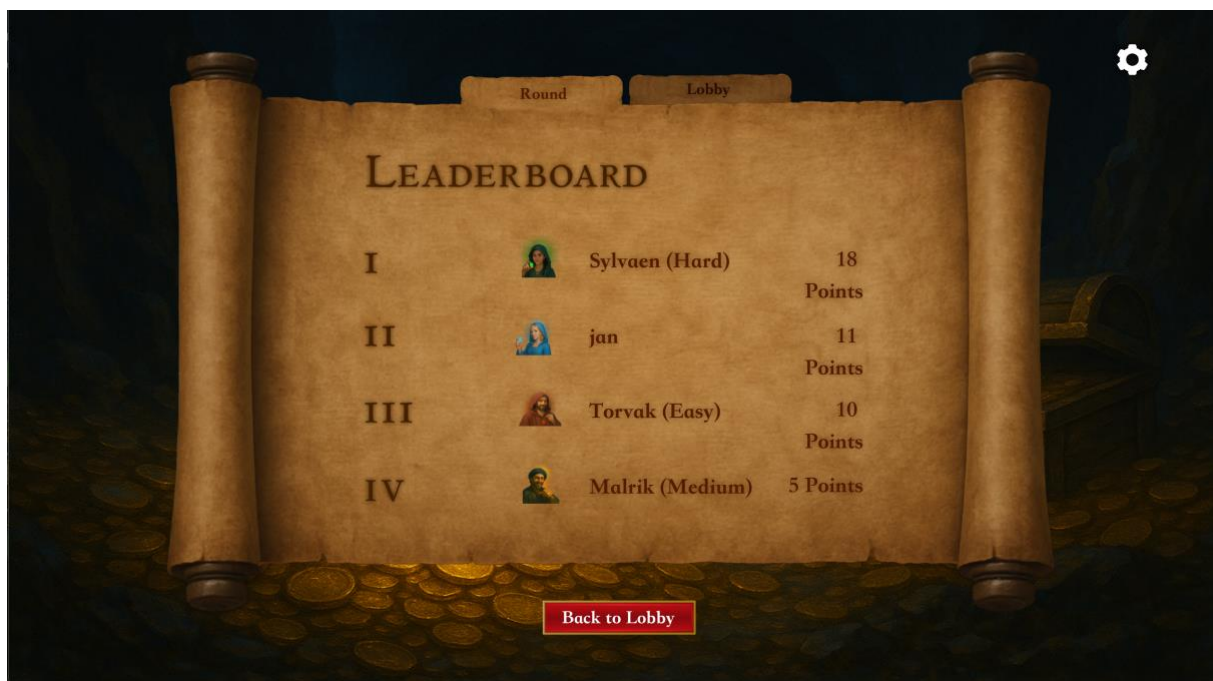 Round
Lobby
LEADERBOARD
I Sylvaen (Hard) 18
Points
II jan 11
Points
III Torvak (Easy) 10
Points
IV Malrik (Medium) 5 Points
Back to Lobby